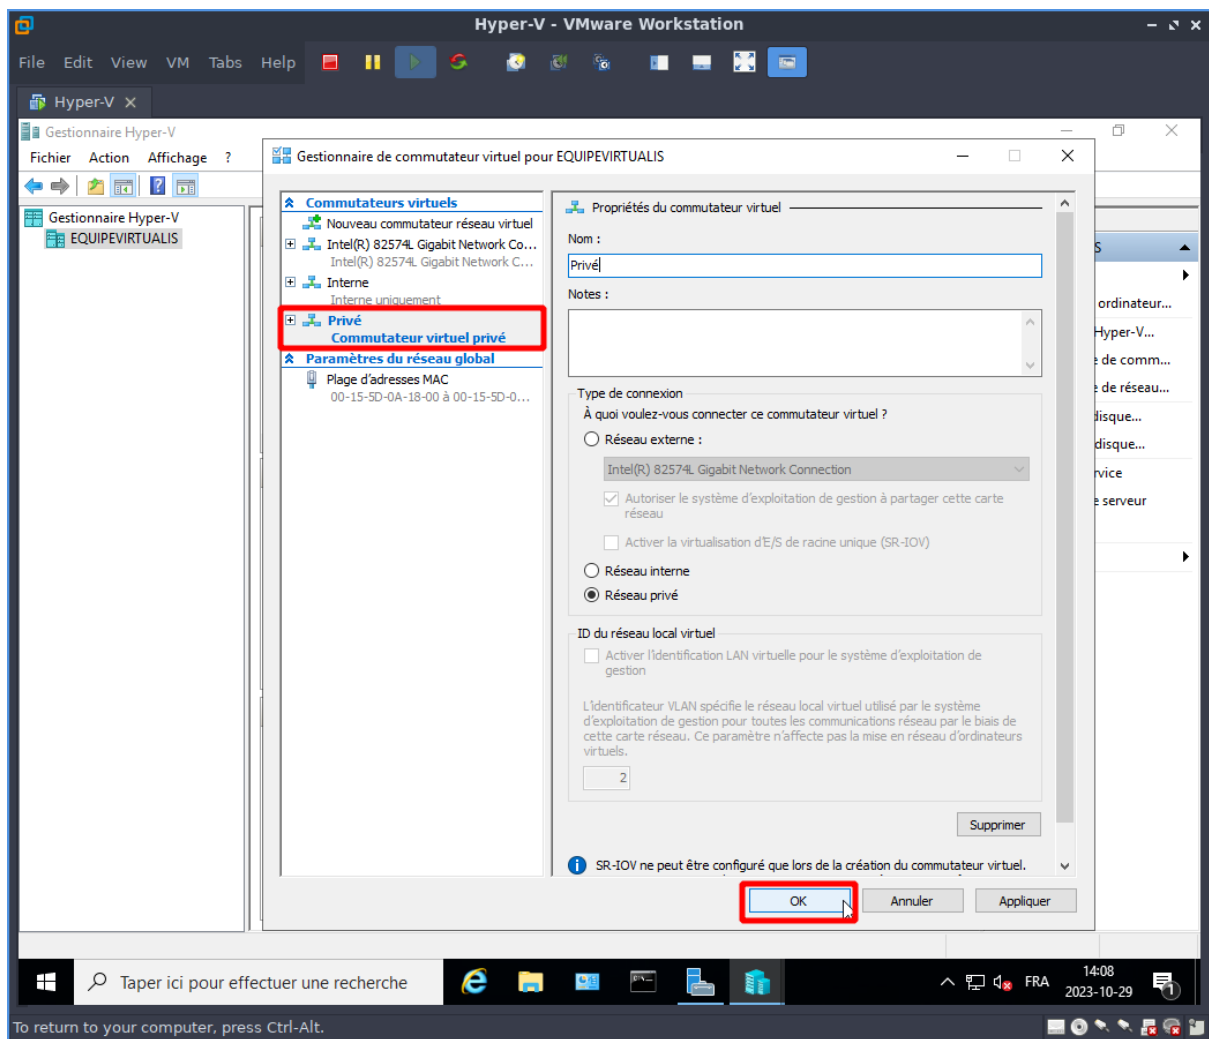 Hyper-V - VMware Workstation
File Edit View VM Tabs Help
Hyper-V
Gestionnaire Hyper-V
Fichier Action Affichage ?
Gestionnaire Hyper-V
EQUIPEVIRTUALIS
Gestionnaire de commutateur virtuel pour EQUIPEVIRTUALIS
Commutateurs virtuels
Nouveau commutateur réseau virtuel
Intel(R) 82574L Gigabit Network Co...
Intel(R) 82574L Gigabit Network C...
Interne
Interne uniquement
Privé
Commutateur virtuel privé
Paramètres du réseau global
Plage d'adresses MAC
00-15-5D-0A-18-00 à 00-15-5D-0...
Propriétés du commutateur virtuel
Nom :
Privé
Notes :
Type de connexion
À quoi voulez-vous connecter ce commutateur virtuel ?
Réseau externe :
Intel(R) 82574L Gigabit Network Connection
Autoriser le système d'exploitation de gestion à partager cette carte
réseau
Activer la virtualisation d'E/S de racine unique (SR-IOV)
Réseau interne
Réseau privé
ID du réseau local virtuel
Activer l'identification LAN virtuelle pour le système d'exploitation de
gestion
L'identificateur VLAN spécifie le réseau local virtuel utilisé par le système
d'exploitation de gestion pour toutes les communications réseau par le biais de
cette carte réseau. Ce paramètre n'affecte pas la mise en réseau d'ordinateurs
virtuels.
2
Supprimer
SR-IOV ne peut être configuré que lors de la création du commutateur virtuel.
OK Annuler Appliquer
S
ordinateur...
Hyper-V...
de comm...
de réseau...
disque...
disque...
rvice
serveur
Taper ici pour effectuer une recherche
FRA
14:08
2023-10-29
1
To return to your computer, press Ctrl-Alt.